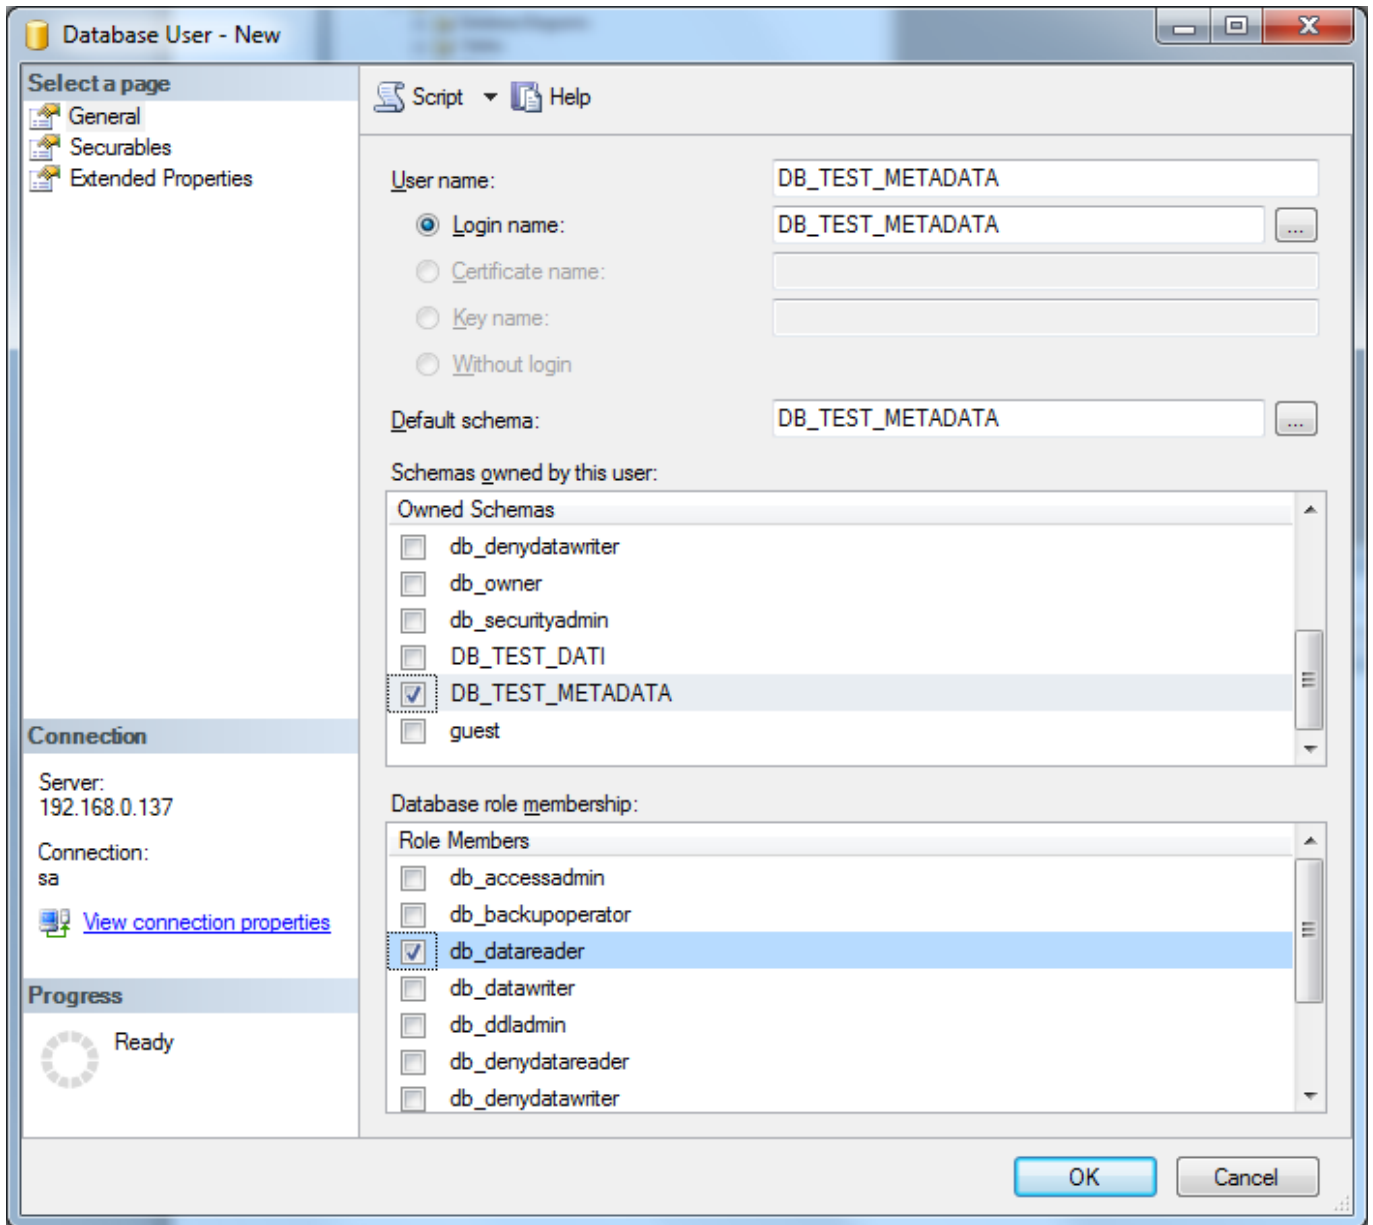 Database User - New
Select a page
General
Securables
Extended Properties
Script
Help
User name:
DB_TEST_METADATA
Login name:
DB_TEST_METADATA
...
Certificate name:
Key name:
Without login
Default schema:
DB_TEST_METADATA
...
Schemas owned by this user:
Owned Schemas
db_denydatawriter
db_owner
db_securityadmin
DB_TEST_DATI
DB_TEST_METADATA
guest
Database role membership:
Role Members
db_accessadmin
db_backupoperator
db_datareader
db_datawriter
db_ddladmin
db_denydatareader
db_denydatawriter
Connection
Server:
192.168.0.137
Connection:
sa
View connection properties
Progress
Ready
OK
Cancel